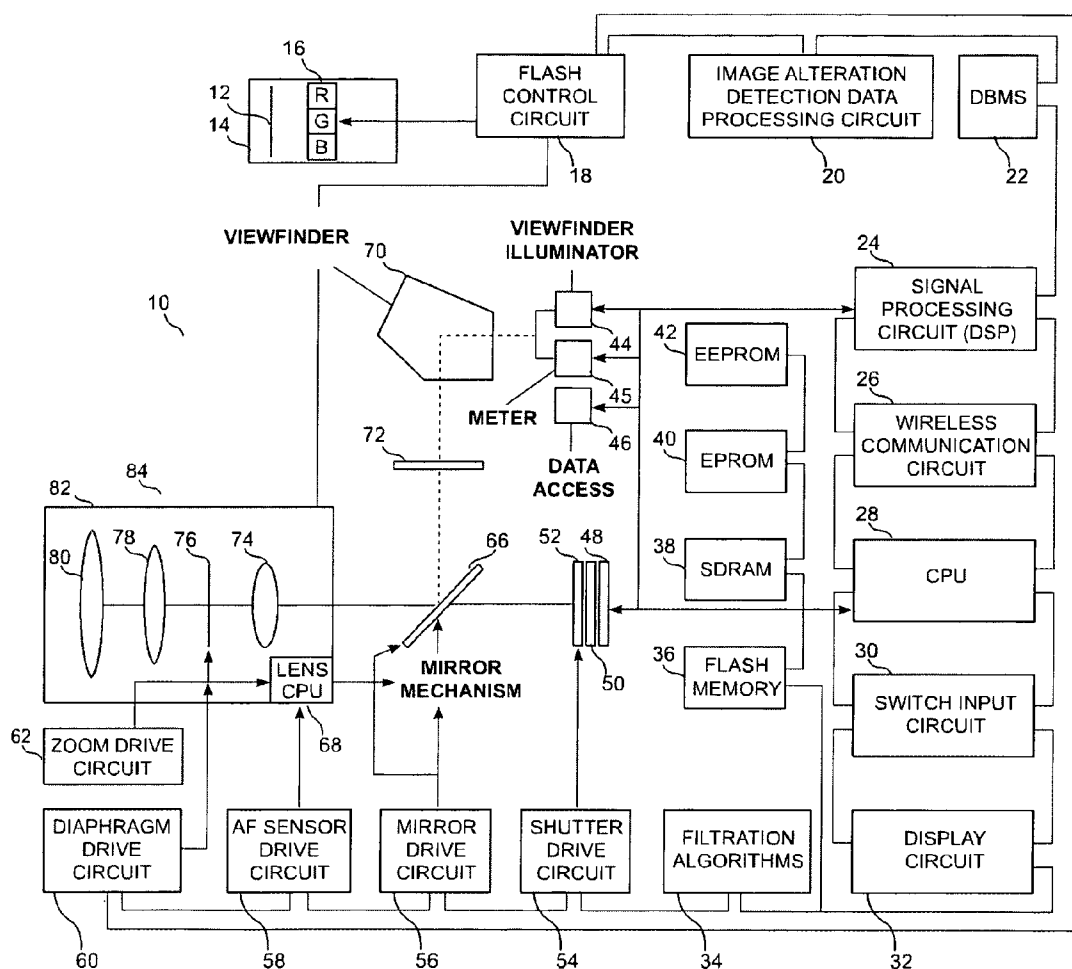 16
12
14
R
G
B
FLASH
CONTROL
CIRCUIT
18
IMAGE ALTERATION
DETECTION DATA
PROCESSING CIRCUIT
20
DBMS
22
VIEWFINDER
70
VIEWFINDER
ILLUMINATOR
44
45
METER
46
DATA
ACCESS
24
SIGNAL
PROCESSING
CIRCUIT (DSP)
10
42
EEPROM
26
WIRELESS
COMMUNICATION
CIRCUIT
40
EPROM
72
84
82
80
78
76
74
66
52
48
50
38
SDRAM
28
CPU
LENS
CPU
68
MIRROR
MECHANISM
36
FLASH
MEMORY
30
SWITCH INPUT
CIRCUIT
62
ZOOM DRIVE
CIRCUIT
DIAPHRAGM
DRIVE
CIRCUIT
AF SENSOR
DRIVE
CIRCUIT
MIRROR
DRIVE
CIRCUIT
SHUTTER
DRIVE
CIRCUIT
FILTRATION
ALGORITHMS
DISPLAY
CIRCUIT
60
58
56
54
34
32